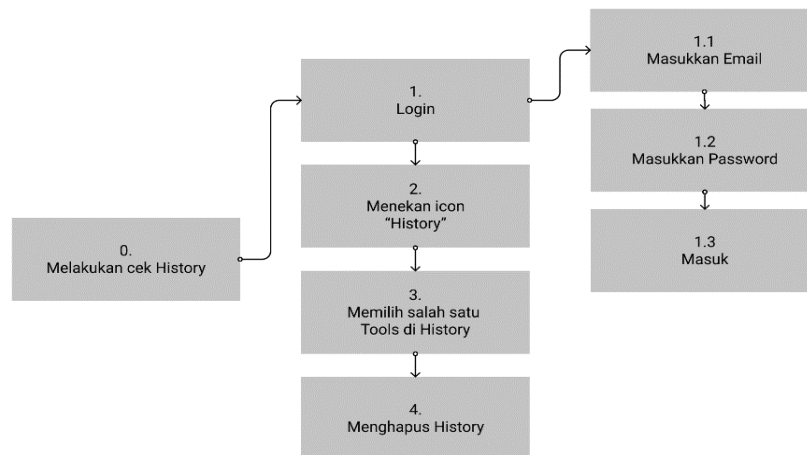 0.
Melakukan cek History
1.
Login
2.
Menekan icon
“History”
3.
Memilih salah satu
Tools di History
4.
Menghapus History
1.1
Masukkan Email
1.2
Masukkan Password
1.3
Masuk